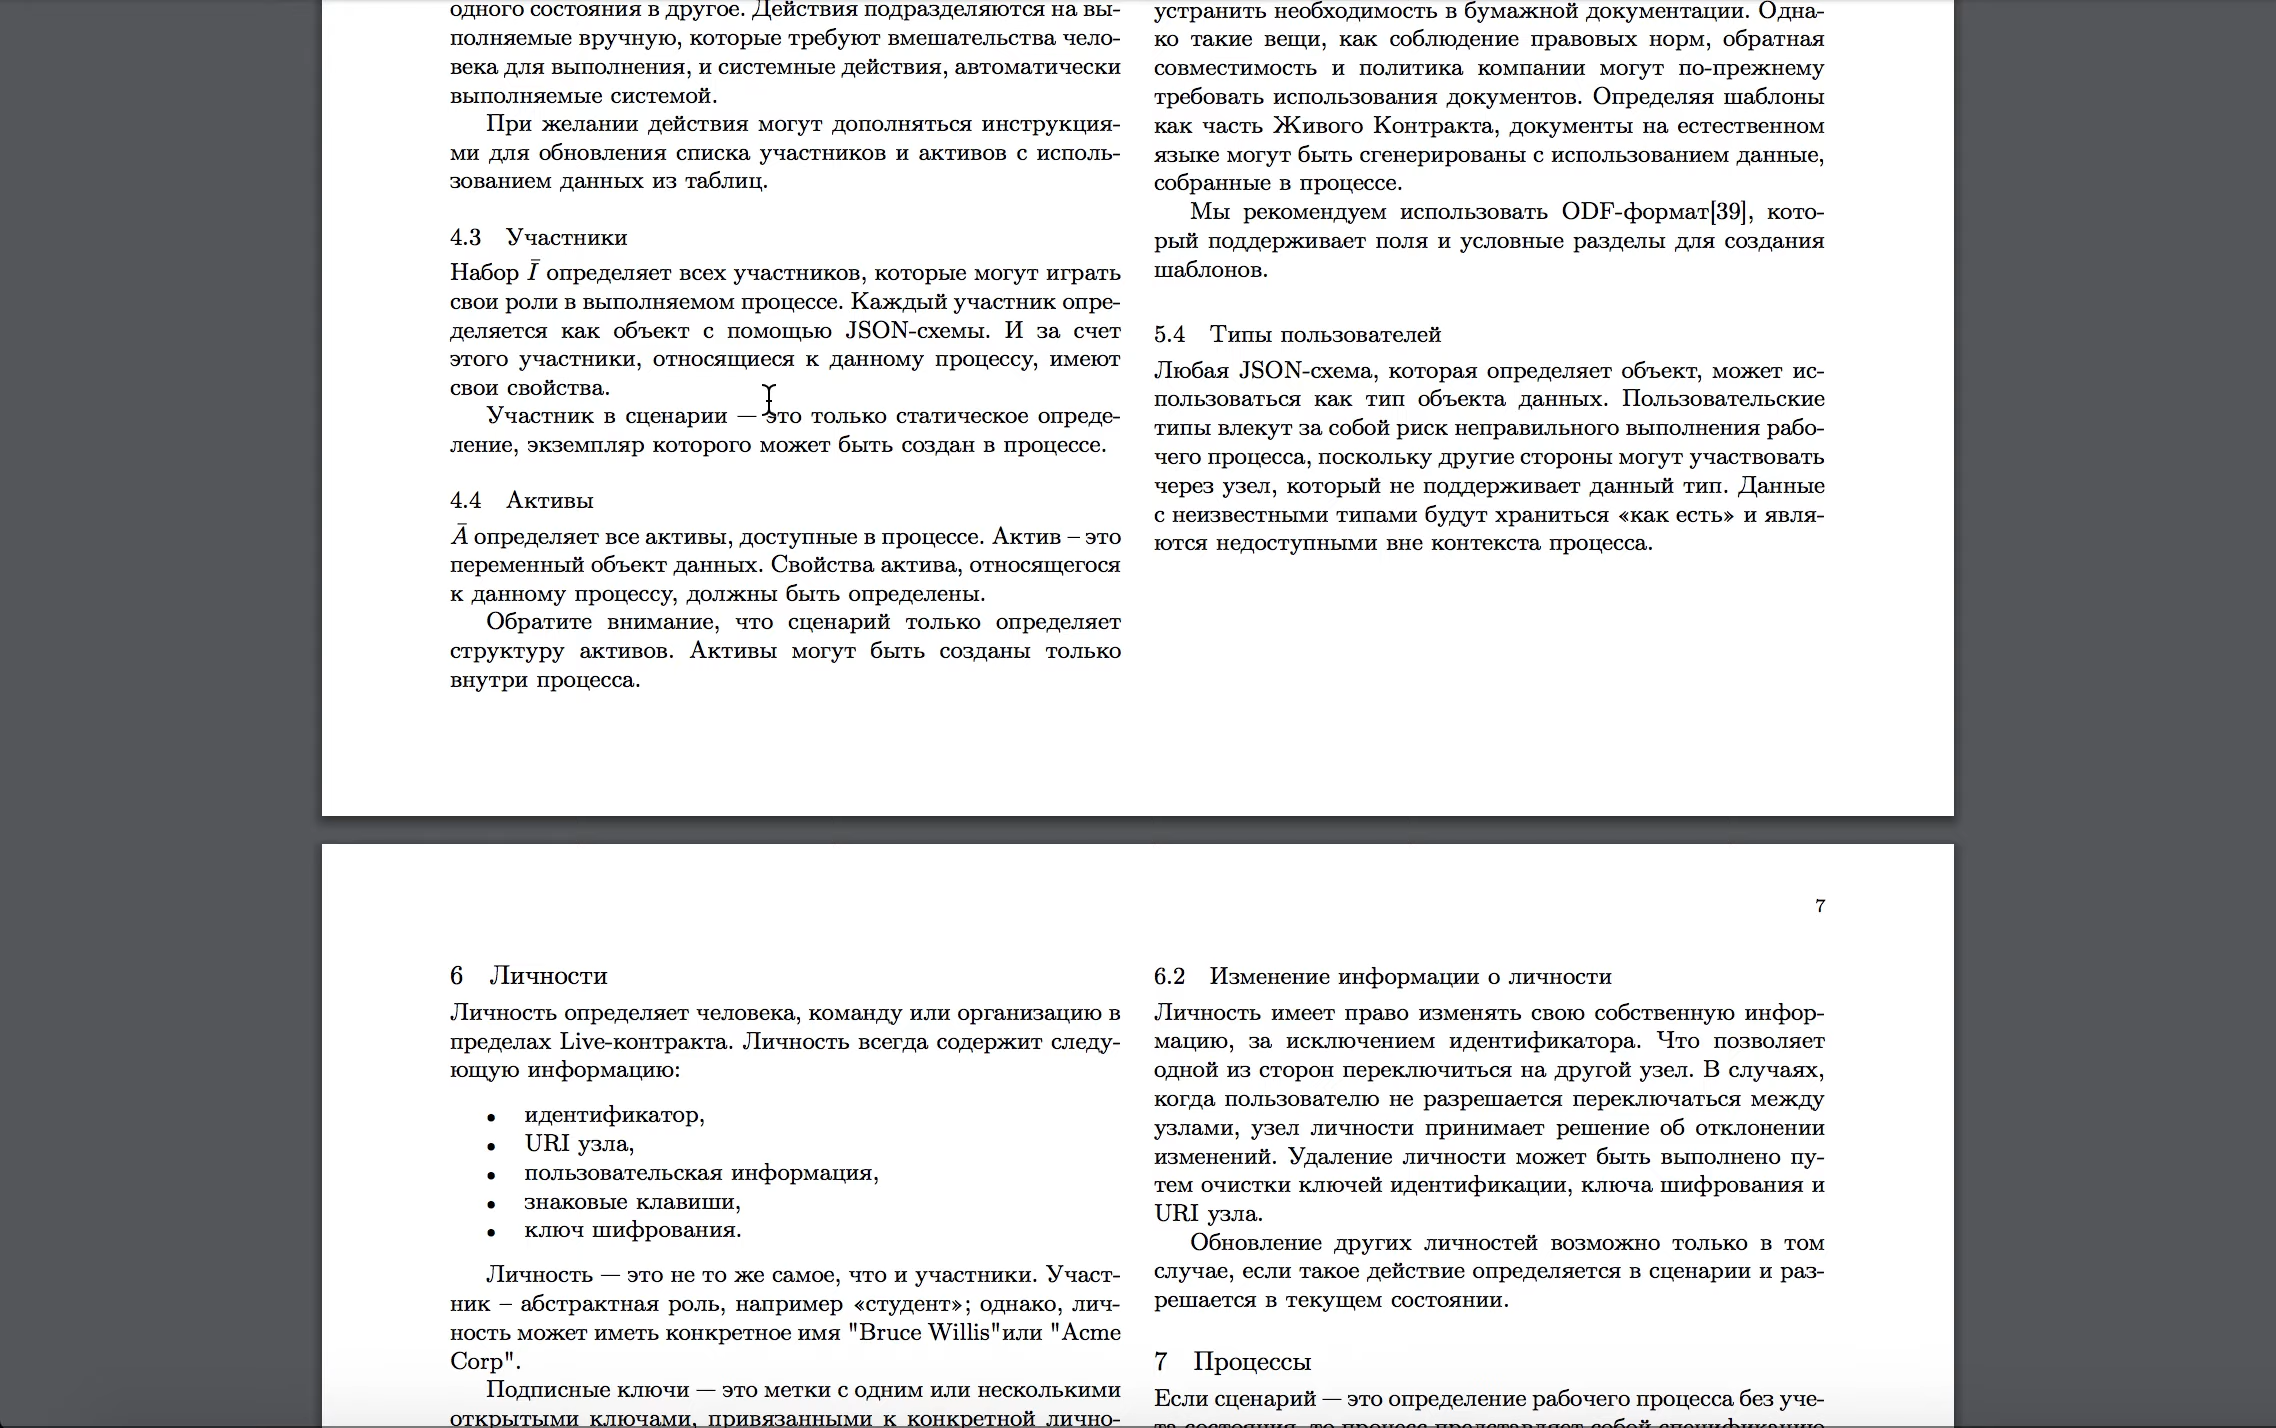 одного состояния в другое. Действия подразделяются на вы-
полняемые вручную, которые требуют вмешательства чело-
века для выполнения, и системные действия, автоматически
выполняемые системой.
При желании действия могут дополняться инструкция-
ми для обновления списка участников и активов с исполь-
зованием данных из таблиц.
4.3 Участники
Набор Ī определяет всех участников, которые могут играть
свои роли в выполняемом процессе. Каждый участник опре-
деляется как объект с помощью JSON-схемы. И за счет
этого участники, относящиеся к данному процессу, имеют
свои свойства.
Участник в сценарии — это только статическое опреде-
ление, экземпляр которого может быть создан в процессе.
4.4 Активы
Ā определяет все активы, доступные в процессе. Актив – это
переменный объект данных. Свойства актива, относящегося
к данному процессу, должны быть определены.
Обратите внимание, что сценарий только определяет
структуру активов. Активы могут быть созданы только
внутри процесса.
устранить необходимость в бумажной документации. Одна-
ко такие вещи, как соблюдение правовых норм, обратная
совместимость и политика компании могут по-прежнему
требовать использования документов. Определяя шаблоны
как часть Живого Контракта, документы на естественном
языке могут быть сгенерированы с использованием данные,
собранные в процессе.
Мы рекомендуем использовать ODF-формат[39], кото-
рый поддерживает поля и условные разделы для создания
шаблонов.
5.4 Типы пользователей
Любая JSON-схема, которая определяет объект, может ис-
пользоваться как тип объекта данных. Пользовательские
типы влекут за собой риск неправильного выполнения рабо-
чего процесса, поскольку другие стороны могут участвовать
через узел, который не поддерживает данный тип. Данные
с неизвестными типами будут храниться «как есть» и явля-
ются недоступными вне контекста процесса.
7
6 Личности
Личность определяет человека, команду или организацию в
пределах Live-контракта. Личность всегда содержит следу-
ющую информацию:
• идентификатор,
• URI узла,
• пользовательская информация,
• знаковые клавиши,
• ключ шифрования.
Личность — это не то же самое, что и участники. Участ-
ник – абстрактная роль, например «студент»; однако, лич-
ность может иметь конкретное имя "Bruce Willis"или "Acme
Corp".
Подписные ключи — это метки с одним или несколькими
открытыми ключами, привязанными к конкретной лично-
6.2 Изменение информации о личности
Личность имеет право изменять свою собственную инфор-
мацию, за исключением идентификатора. Что позволяет
одной из сторон переключиться на другой узел. В случаях,
когда пользователю не разрешается переключаться между
узлами, узел личности принимает решение об отклонении
изменений. Удаление личности может быть выполнено пу-
тем очистки ключей идентификации, ключа шифрования и
URI узла.
Обновление других личностей возможно только в том
случае, если такое действие определяется в сценарии и раз-
решается в текущем состоянии.
7 Процессы
Если сценарий — это определение рабочего процесса без уче-
та состояния, то процесс представляет собой спецификацию